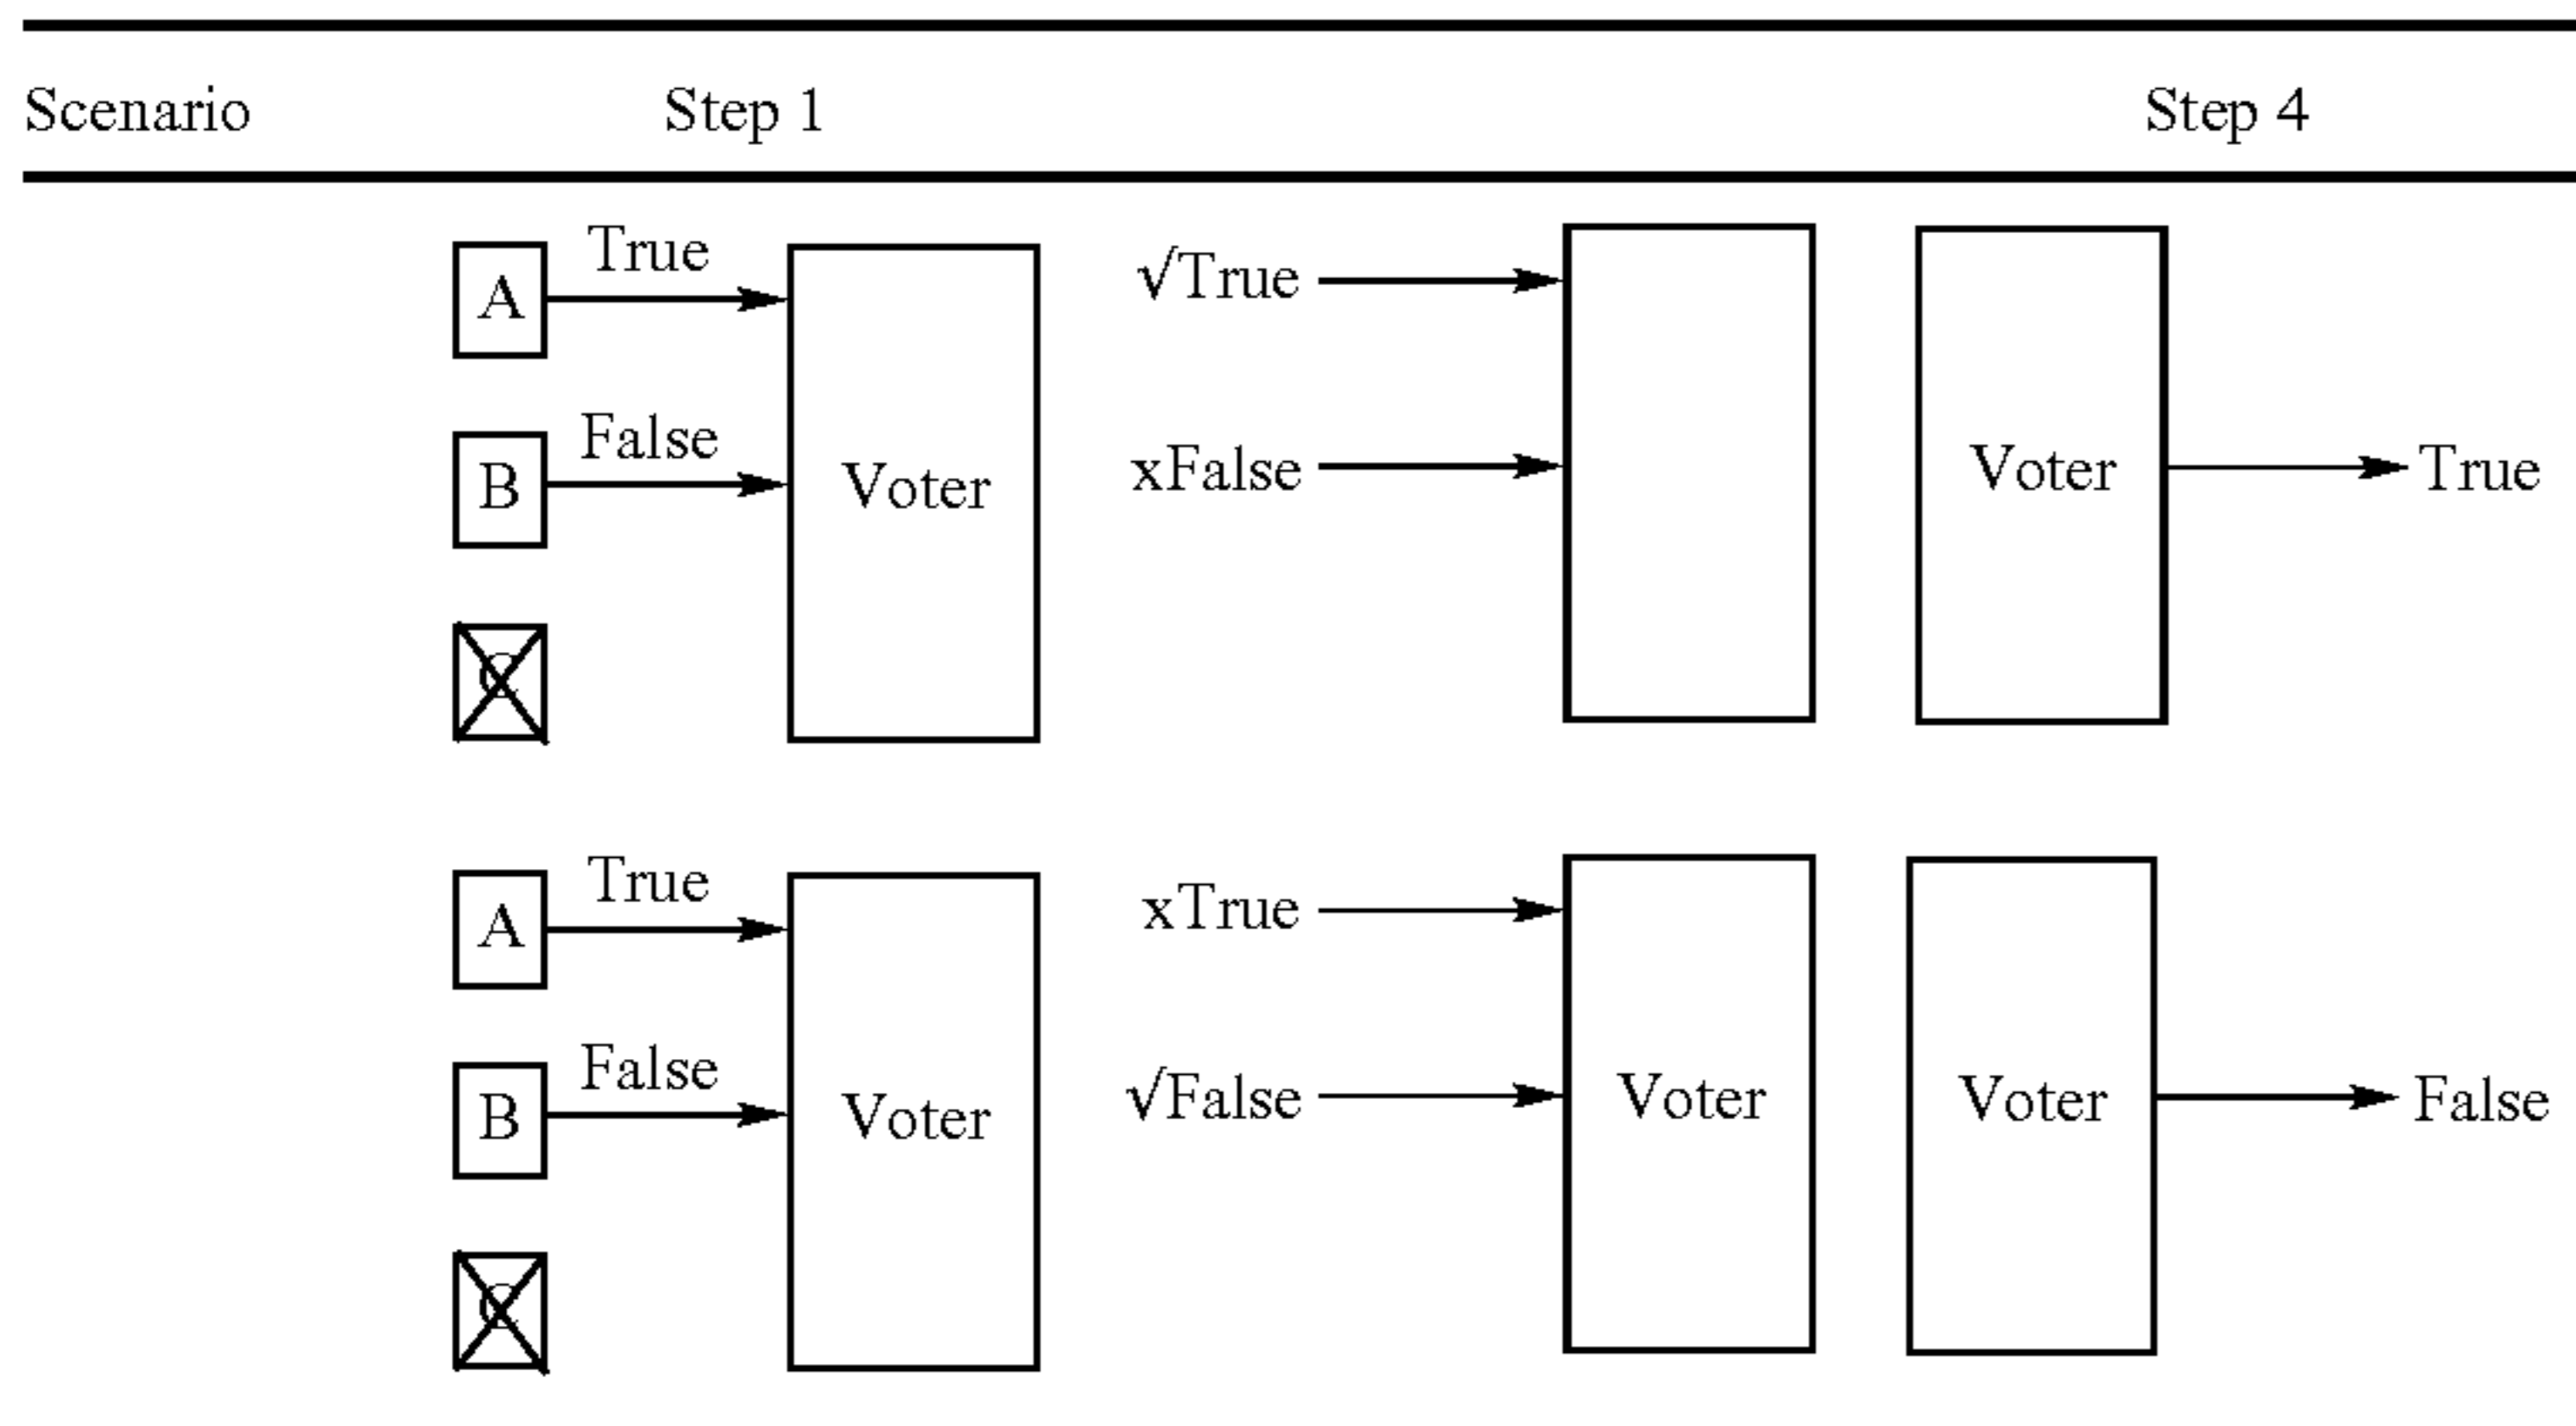 Scenario Step 1 Step 4
True
A
√True
False
B
Voter
xFalse
Voter
True
C
True
A
xTrue
False
B
Voter
√False
Voter
Voter
False
C